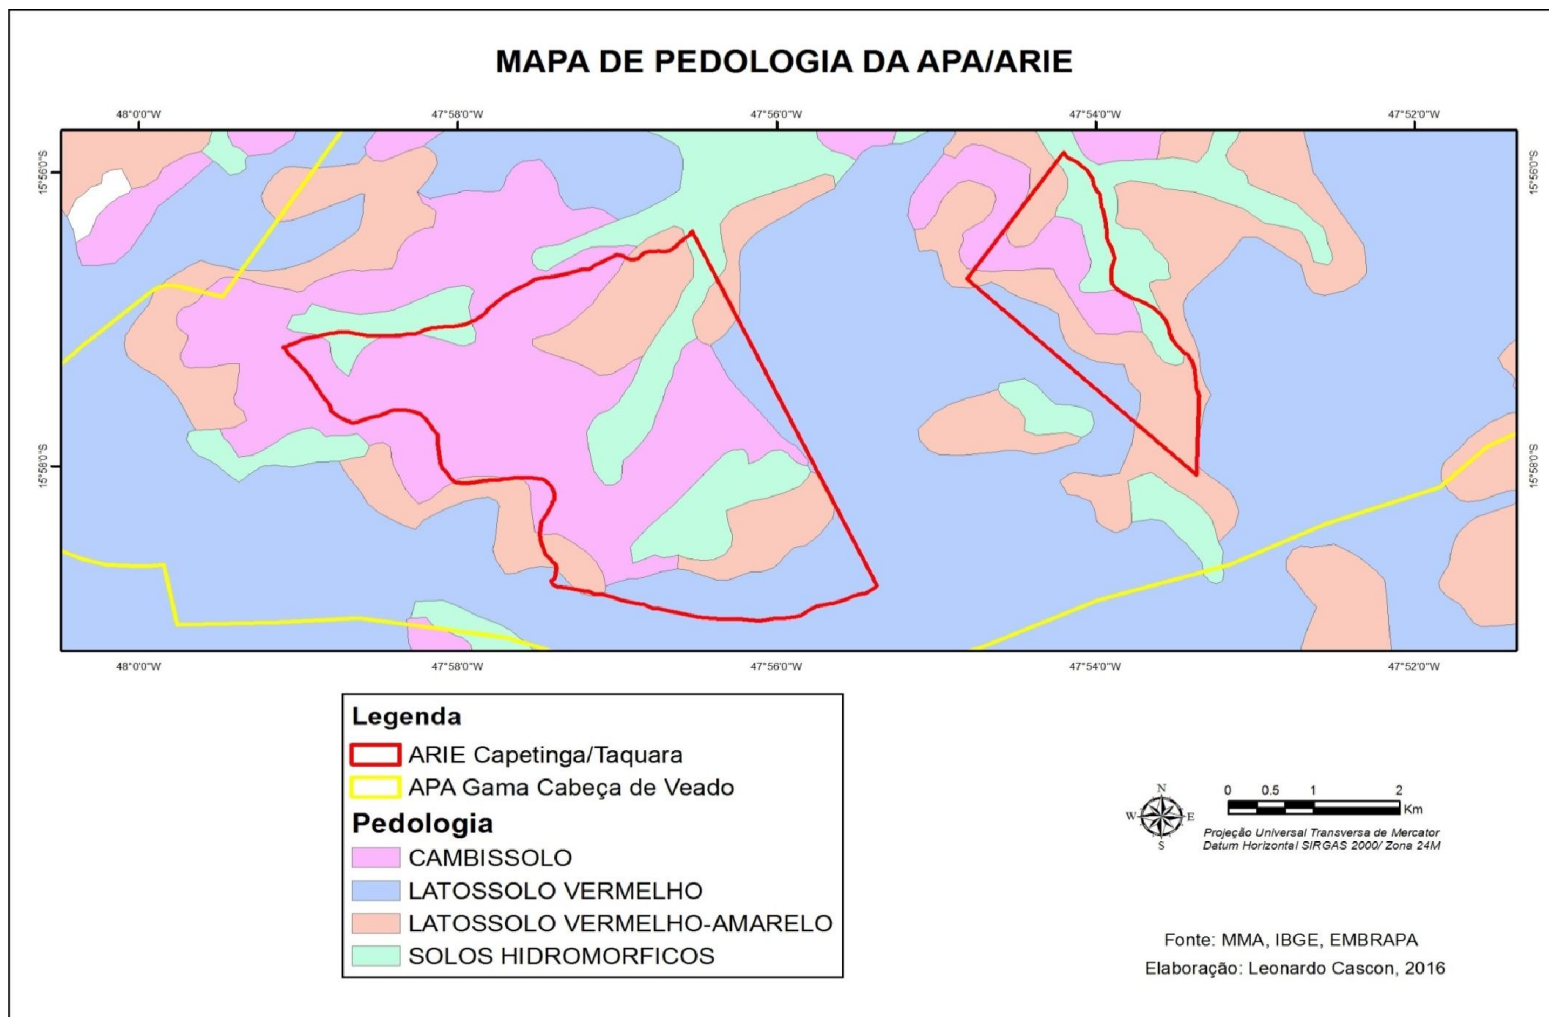 MAPA DE PEDOLOGIA DA APA/ARIE
48°0'0"W 47°58'0"W 47°56'0"W 47°54'0"W 47°52'0"W
15°56'0"S 15°56'0"S
15°58'0"S 15°58'0"S
48°0'0"W 47°58'0"W 47°56'0"W 47°54'0"W 47°52'0"W
Legenda
ARIE Capetinga/Taquara
APA Gama Cabeça de Veado
Pedologia
CAMBISSOLO
LATOSSOLO VERMELHO
LATOSSOLO VERMELHO-AMARELO
SOLOS HIDROMORFICOS
N
W E
S
0 0.5 1 2
Km
Projeção Universal Transversa de Mercator
Datum Horizontal SIRGAS 2000/ Zona 24M
Fonte: MMA, IBGE, EMBRAPA
Elaboração: Leonardo Cascon, 2016